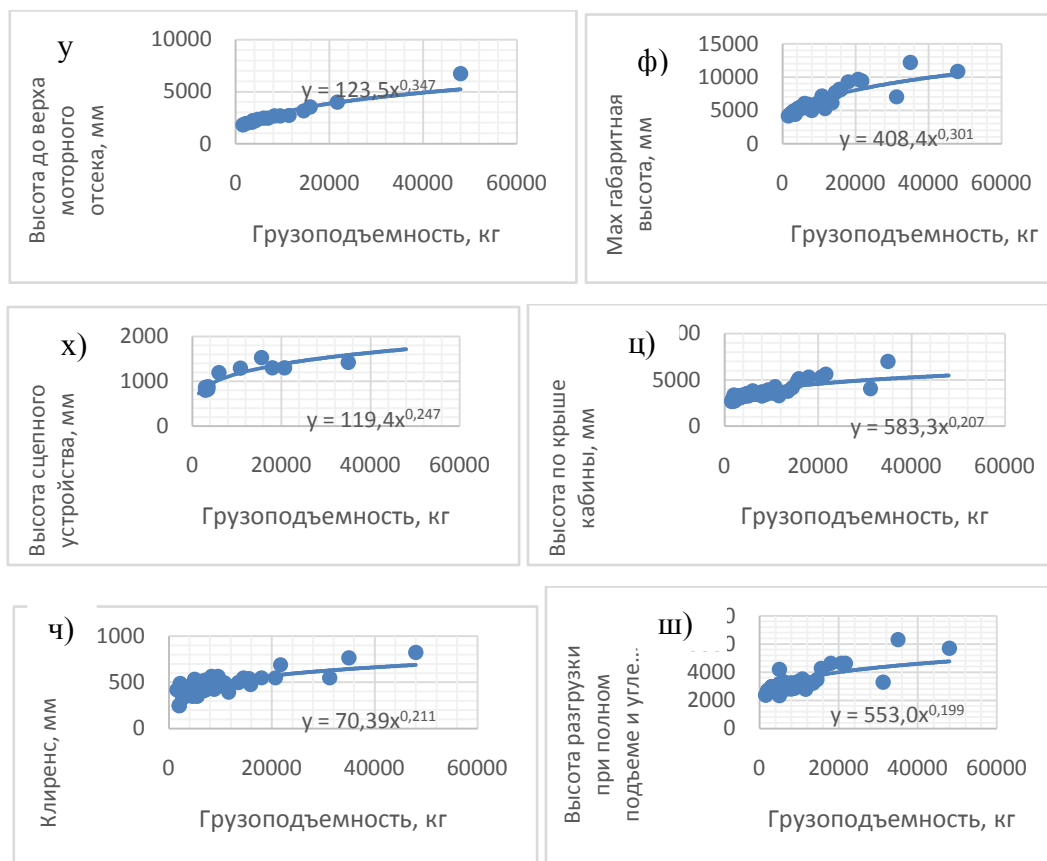 у
10000
5000
0
y = 123,5x^0,347
0 20000 40000 60000
Высота до верха
моторного
отсека, мм
Грузоподъемность, кг
ф)
15000
10000
5000
0
y = 408,4x^0,301
0 20000 40000 60000
Мах габаритная
высота, мм
Грузоподъемность, кг
х)
2000
1000
0
y = 119,4x^0,247
0 20000 40000 60000
Высота сцепного
устройства, мм
Грузоподъемность, кг
ц)
00
5000
0
y = 583,3x^0,207
0 20000 40000 60000
Высота по крыше
кабины, мм
Грузоподъемность, кг
ч)
1000
500
0
y = 70,39x^0,211
0 20000 40000 60000
Клиренс, мм
Грузоподъемность, кг
ш)
0
0
4000
2000
0
y = 553,0x^0,199
0 20000 40000 60000
Высота разгрузки
при полном
подъеме и угле...
Грузоподъемность, кг